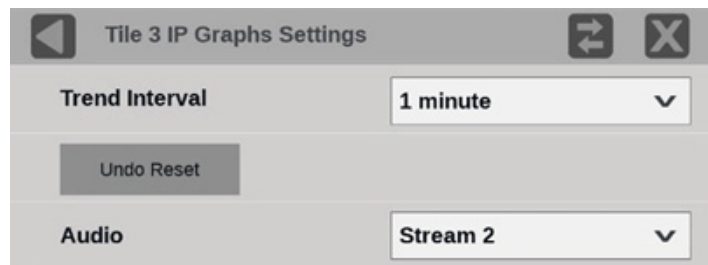 Tile 3 IP Graphs Settings
Trend Interval
1 minute
Undo Reset
Audio
Stream 2